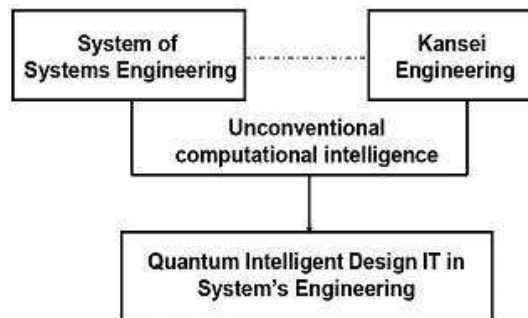 System of
Systems Engineering
Kansei
Engineering
Unconventional
computational intelligence
Quantum Intelligent Design IT in
System's Engineering